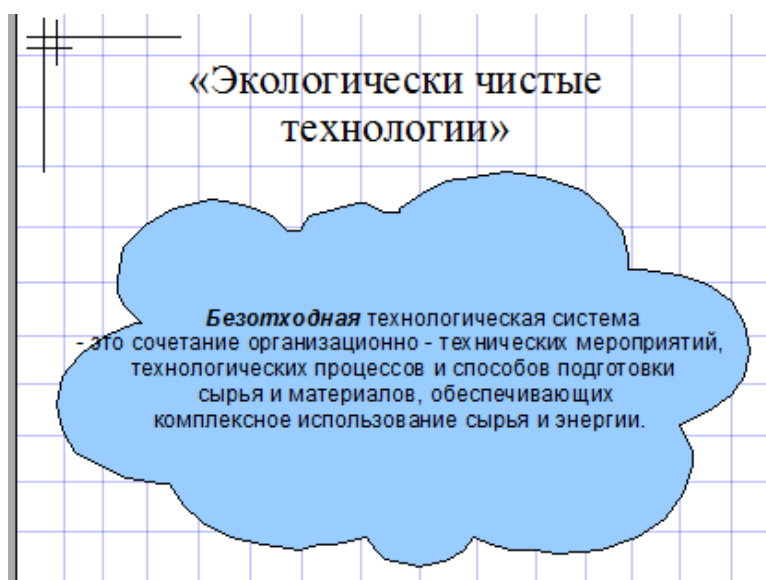 «Экологически чистые
технологии»
Безотходная технологическая система
- это сочетание организационно - технических мероприятий,
технологических процессов и способов подготовки
сырья и материалов, обеспечивающих
комплексное использование сырья и энергии.